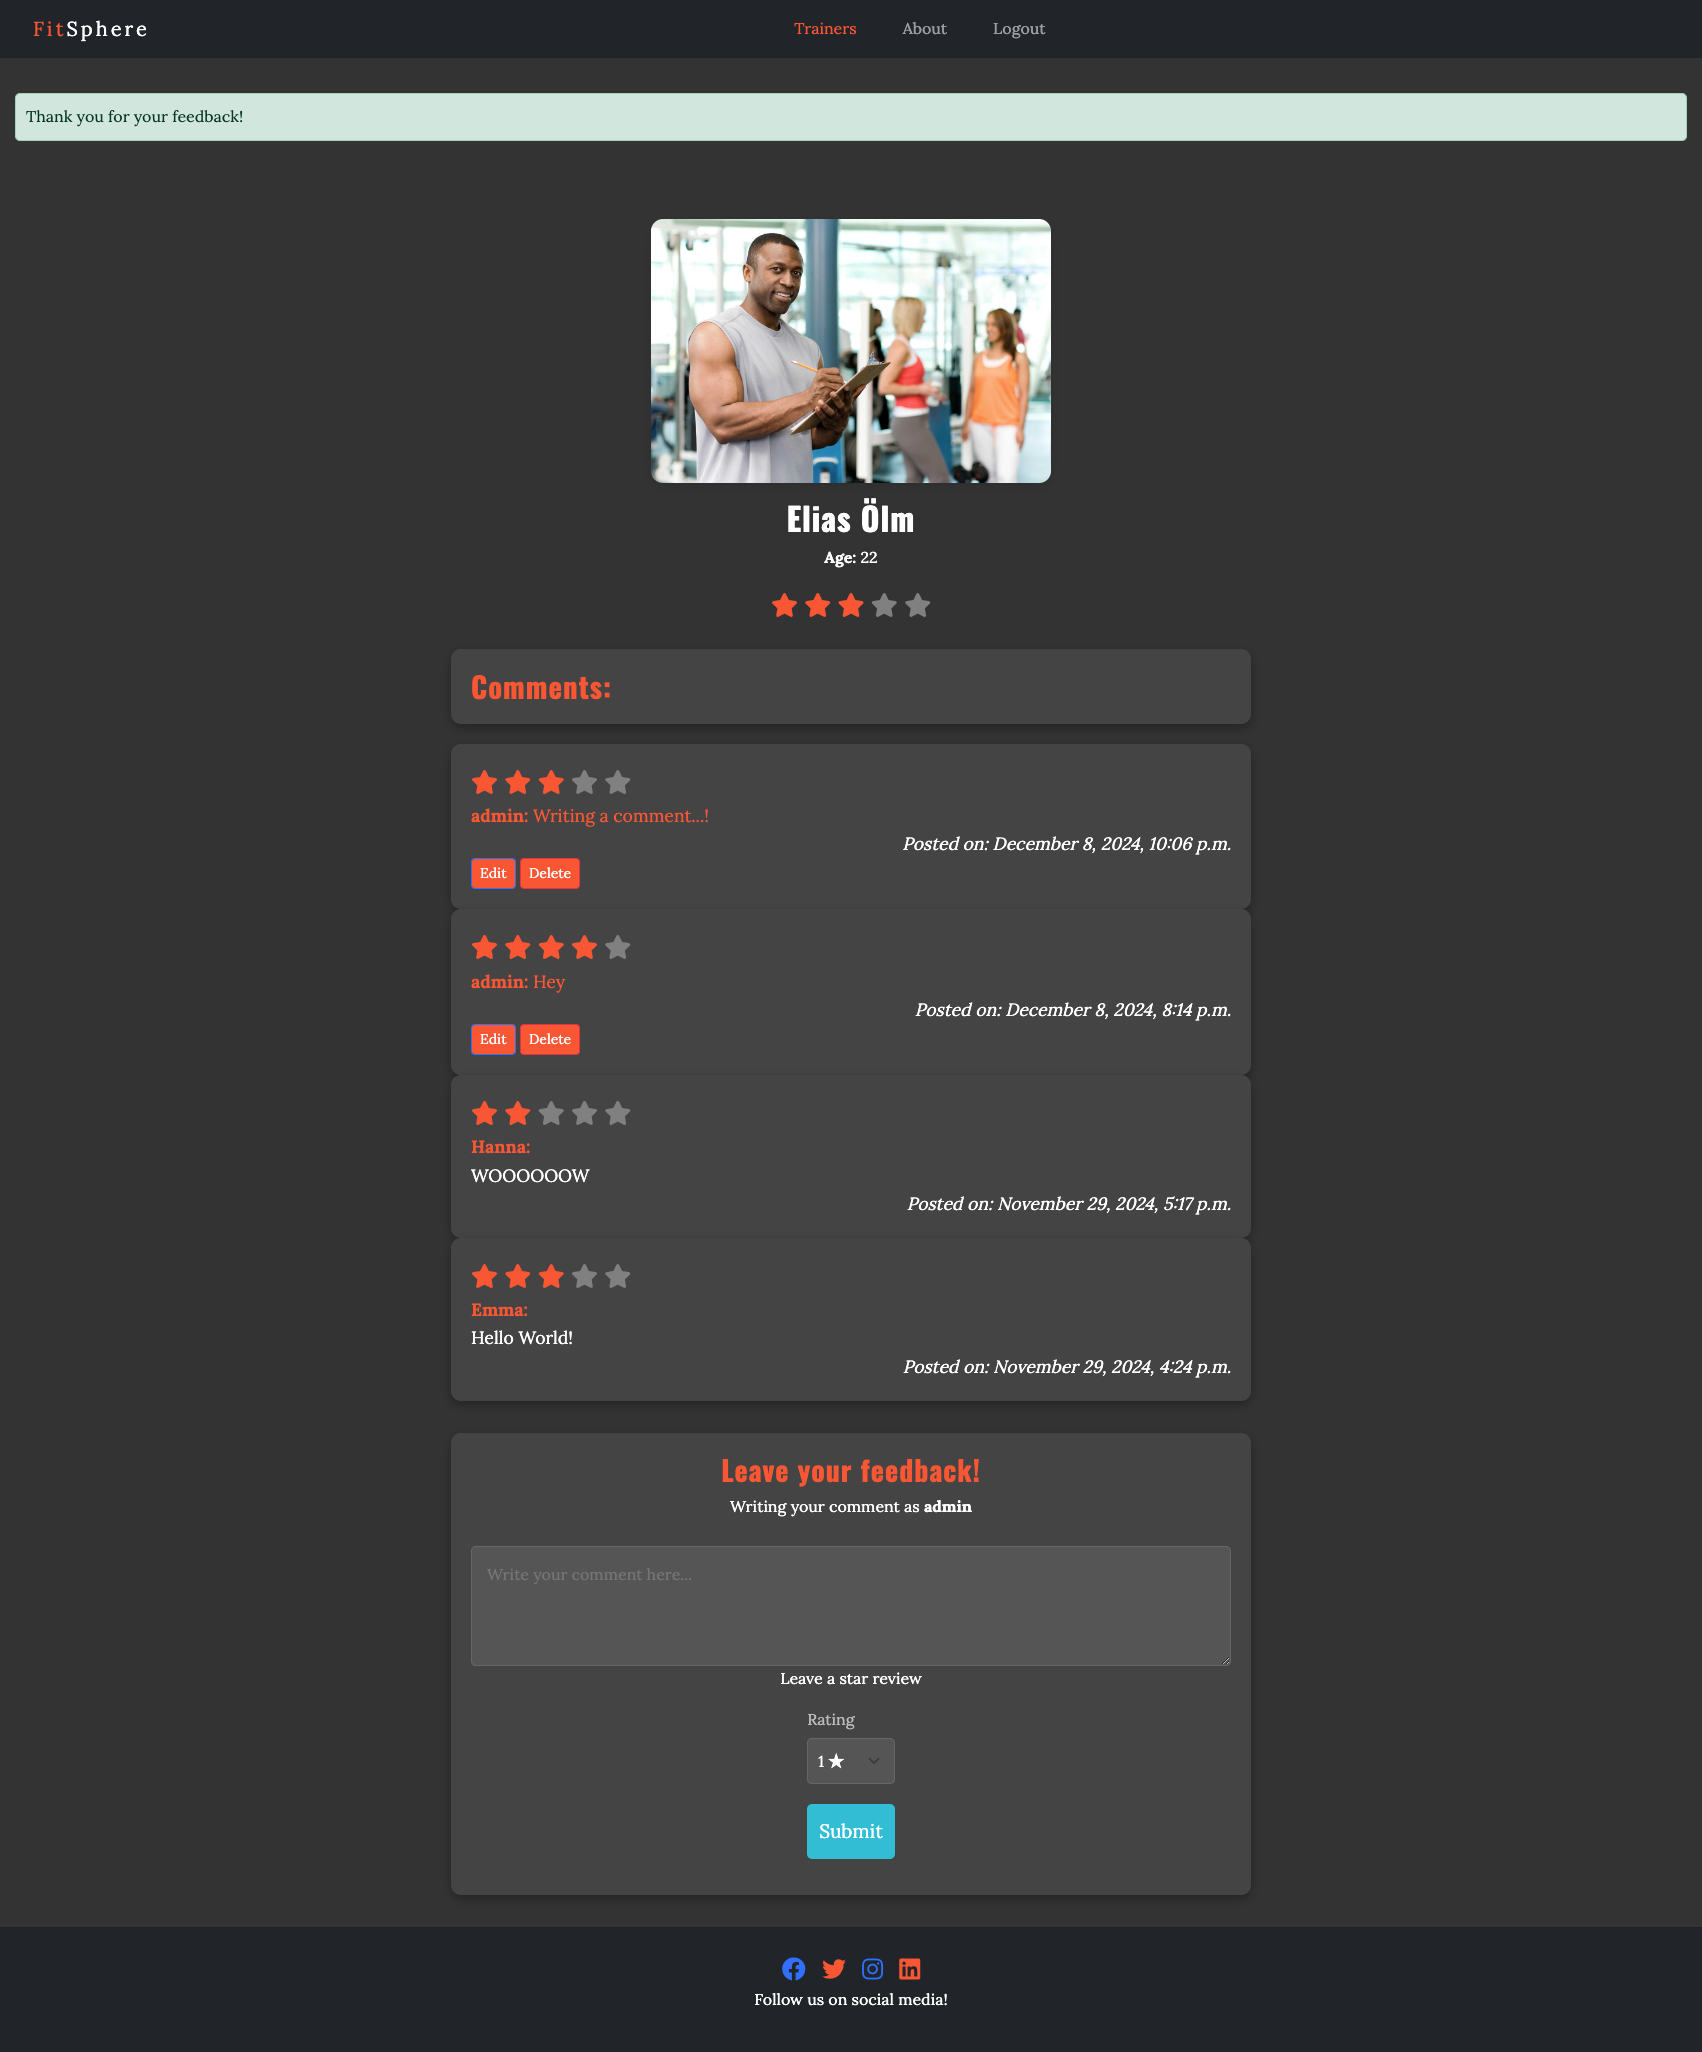 FitSphere
Trainers About Logout
Thank you for your feedback!
Elias Ölm
Age: 22
Comments:
admin: Writing a comment...!
Posted on: December 8, 2024, 10:06 p.m.
Edit Delete
admin: Hey
Posted on: December 8, 2024, 8:14 p.m.
Edit Delete
Hanna:
WOOOOOOW
Posted on: November 29, 2024, 5:17 p.m.
Emma:
Hello World!
Posted on: November 29, 2024, 4:24 p.m.
Leave your feedback!
Writing your comment as admin
Write your comment here...
Leave a star review
Rating
1 ★
Submit
Follow us on social media!